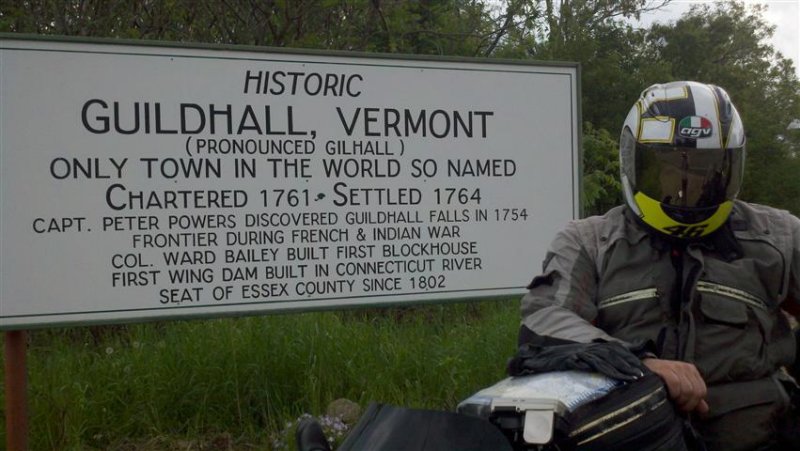 HISTORIC
GUILDHALL, VERMONT
(PRONOUNCED GILHALL)
ONLY TOWN IN THE WORLD SO NAMED
CHARTERED 1761 - SETTLED 1764
CAPT. PETER POWERS DISCOVERED GUILDHALL FALLS IN 1754
FRONTIER DURING FRENCH & INDIAN WAR
COL. WARD BAILEY BUILT FIRST BLOCKHOUSE
FIRST WING DAM BUILT IN CONNECTICUT RIVER
SEAT OF ESSEX COUNTY SINCE 1802
agv
46